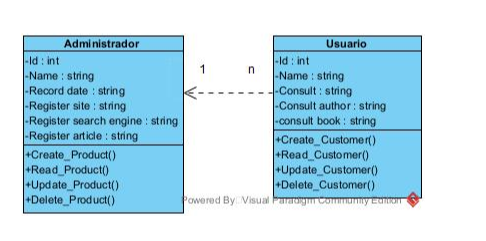 Administrador
-Id : int
-Name : string
-Record date : string
-Register site : string
-Register search engine : string
-Register article : string
+Create_Product()
+Read_Product()
+Update_Product()
+Delete_Product()
1 n
Usuario
-Id : int
-Name : string
-Consult : string
-Consult author : string
-consult book : string
+Create_Customer()
+Read_Customer()
+Update_Customer()
+Delete_Customer()
Powered By: Visual Paradigm Community Edition